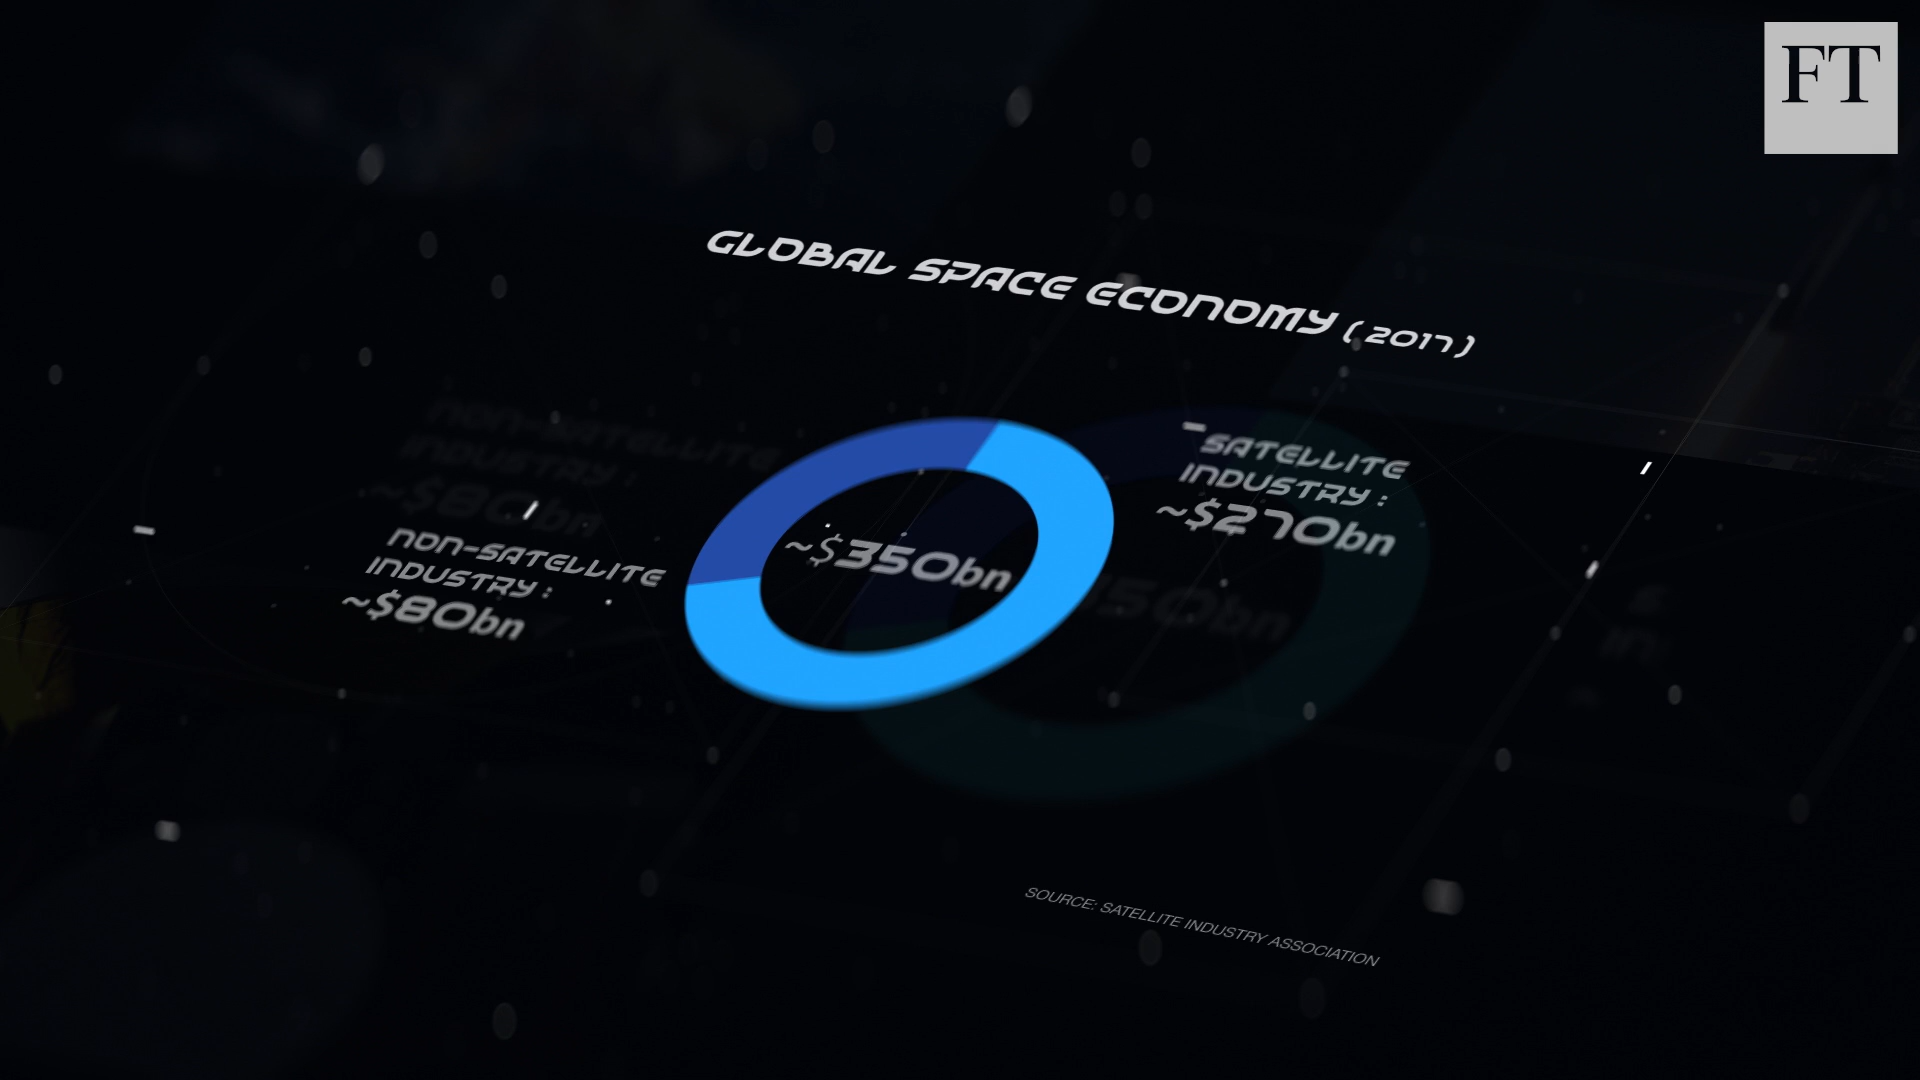 FT
GLOBAL SPACE ECONOMY (2017)
SATELLITE
INDUSTRY:
~$270bn
~$350bn
NON-SATELLITE
INDUSTRY:
~$80bn
SOURCE: SATELLITE INDUSTRY ASSOCIATION